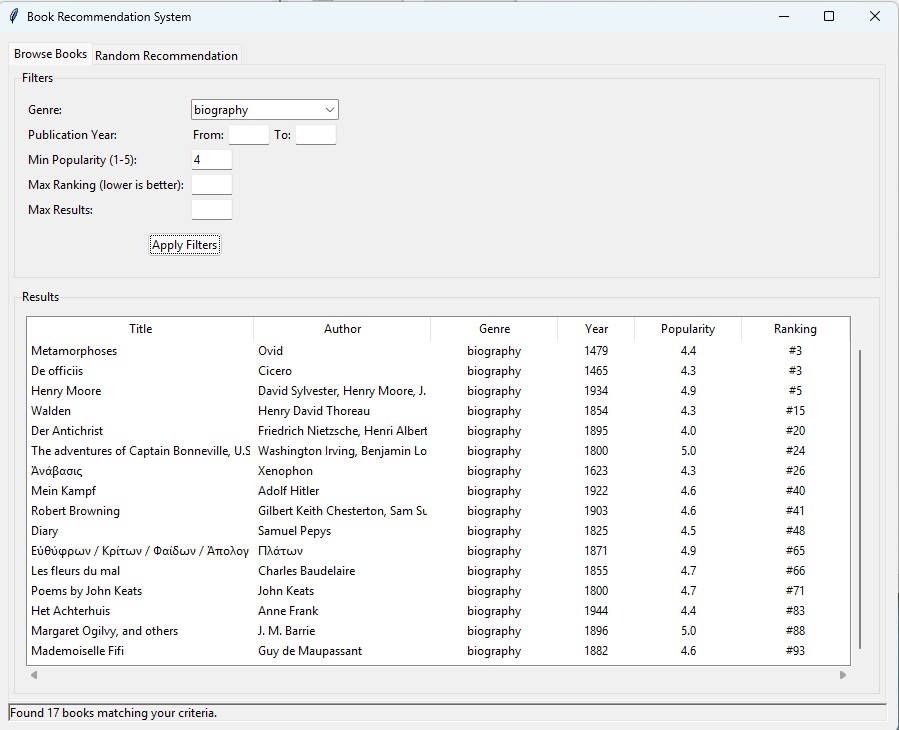 Book Recommendation System
Browse Books Random Recommendation
Filters
Genre: biography
Publication Year: From: To:
Min Popularity (1-5): 4
Max Ranking (lower is better):
Max Results:
Apply Filters
Results
Title Author Genre Year Popularity Ranking
Metamorphoses Ovid biography 1479 4.4 #3
De officiis Cicero biography 1465 4.3 #3
Henry Moore David Sylvester, Henry Moore, J. biography 1934 4.9 #5
Walden Henry David Thoreau biography 1854 4.3 #15
Der Antichrist Friedrich Nietzsche, Henri Albert biography 1895 4.0 #20
The adventures of Captain Bonneville, U.S Washington Irving, Benjamin Lo biography 1800 5.0 #24
Ἀνάβασις Xenophon biography 1623 4.3 #26
Mein Kampf Adolf Hitler biography 1922 4.6 #40
Robert Browning Gilbert Keith Chesterton, Sam Su biography 1903 4.6 #41
Diary Samuel Pepys biography 1825 4.5 #48
Εὐθύφρων / Κρίτων / Φαίδων / Ἀπολογ Πλάτων biography 1871 4.9 #65
Les fleurs du mal Charles Baudelaire biography 1855 4.7 #66
Poems by John Keats John Keats biography 1800 4.7 #71
Het Achterhuis Anne Frank biography 1944 4.4 #83
Margaret Ogilvy, and others J. M. Barrie biography 1896 5.0 #88
Mademoiselle Fifi Guy de Maupassant biography 1882 4.6 #93
Found 17 books matching your criteria.